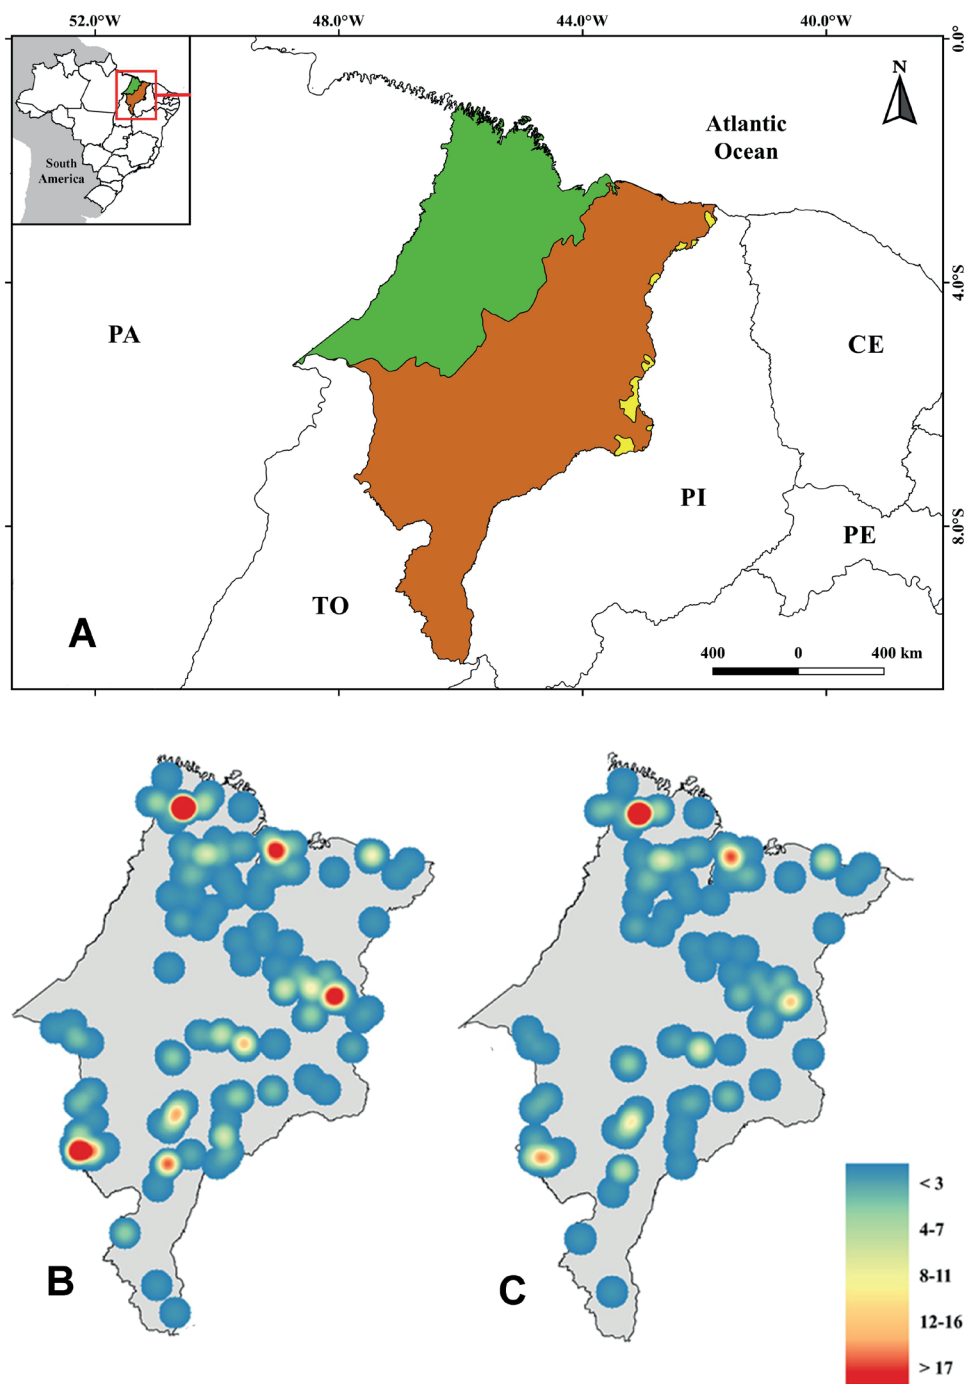 52.0°W 48.0°W 44.0°W 40.0°W
0.0°
N
Atlantic
Ocean
South
America
4.0°S
PA
CE
PI
PE
8.0°S
TO
A
400 0 400 km
B
C
< 3
4-7
8-11
12-16
> 17